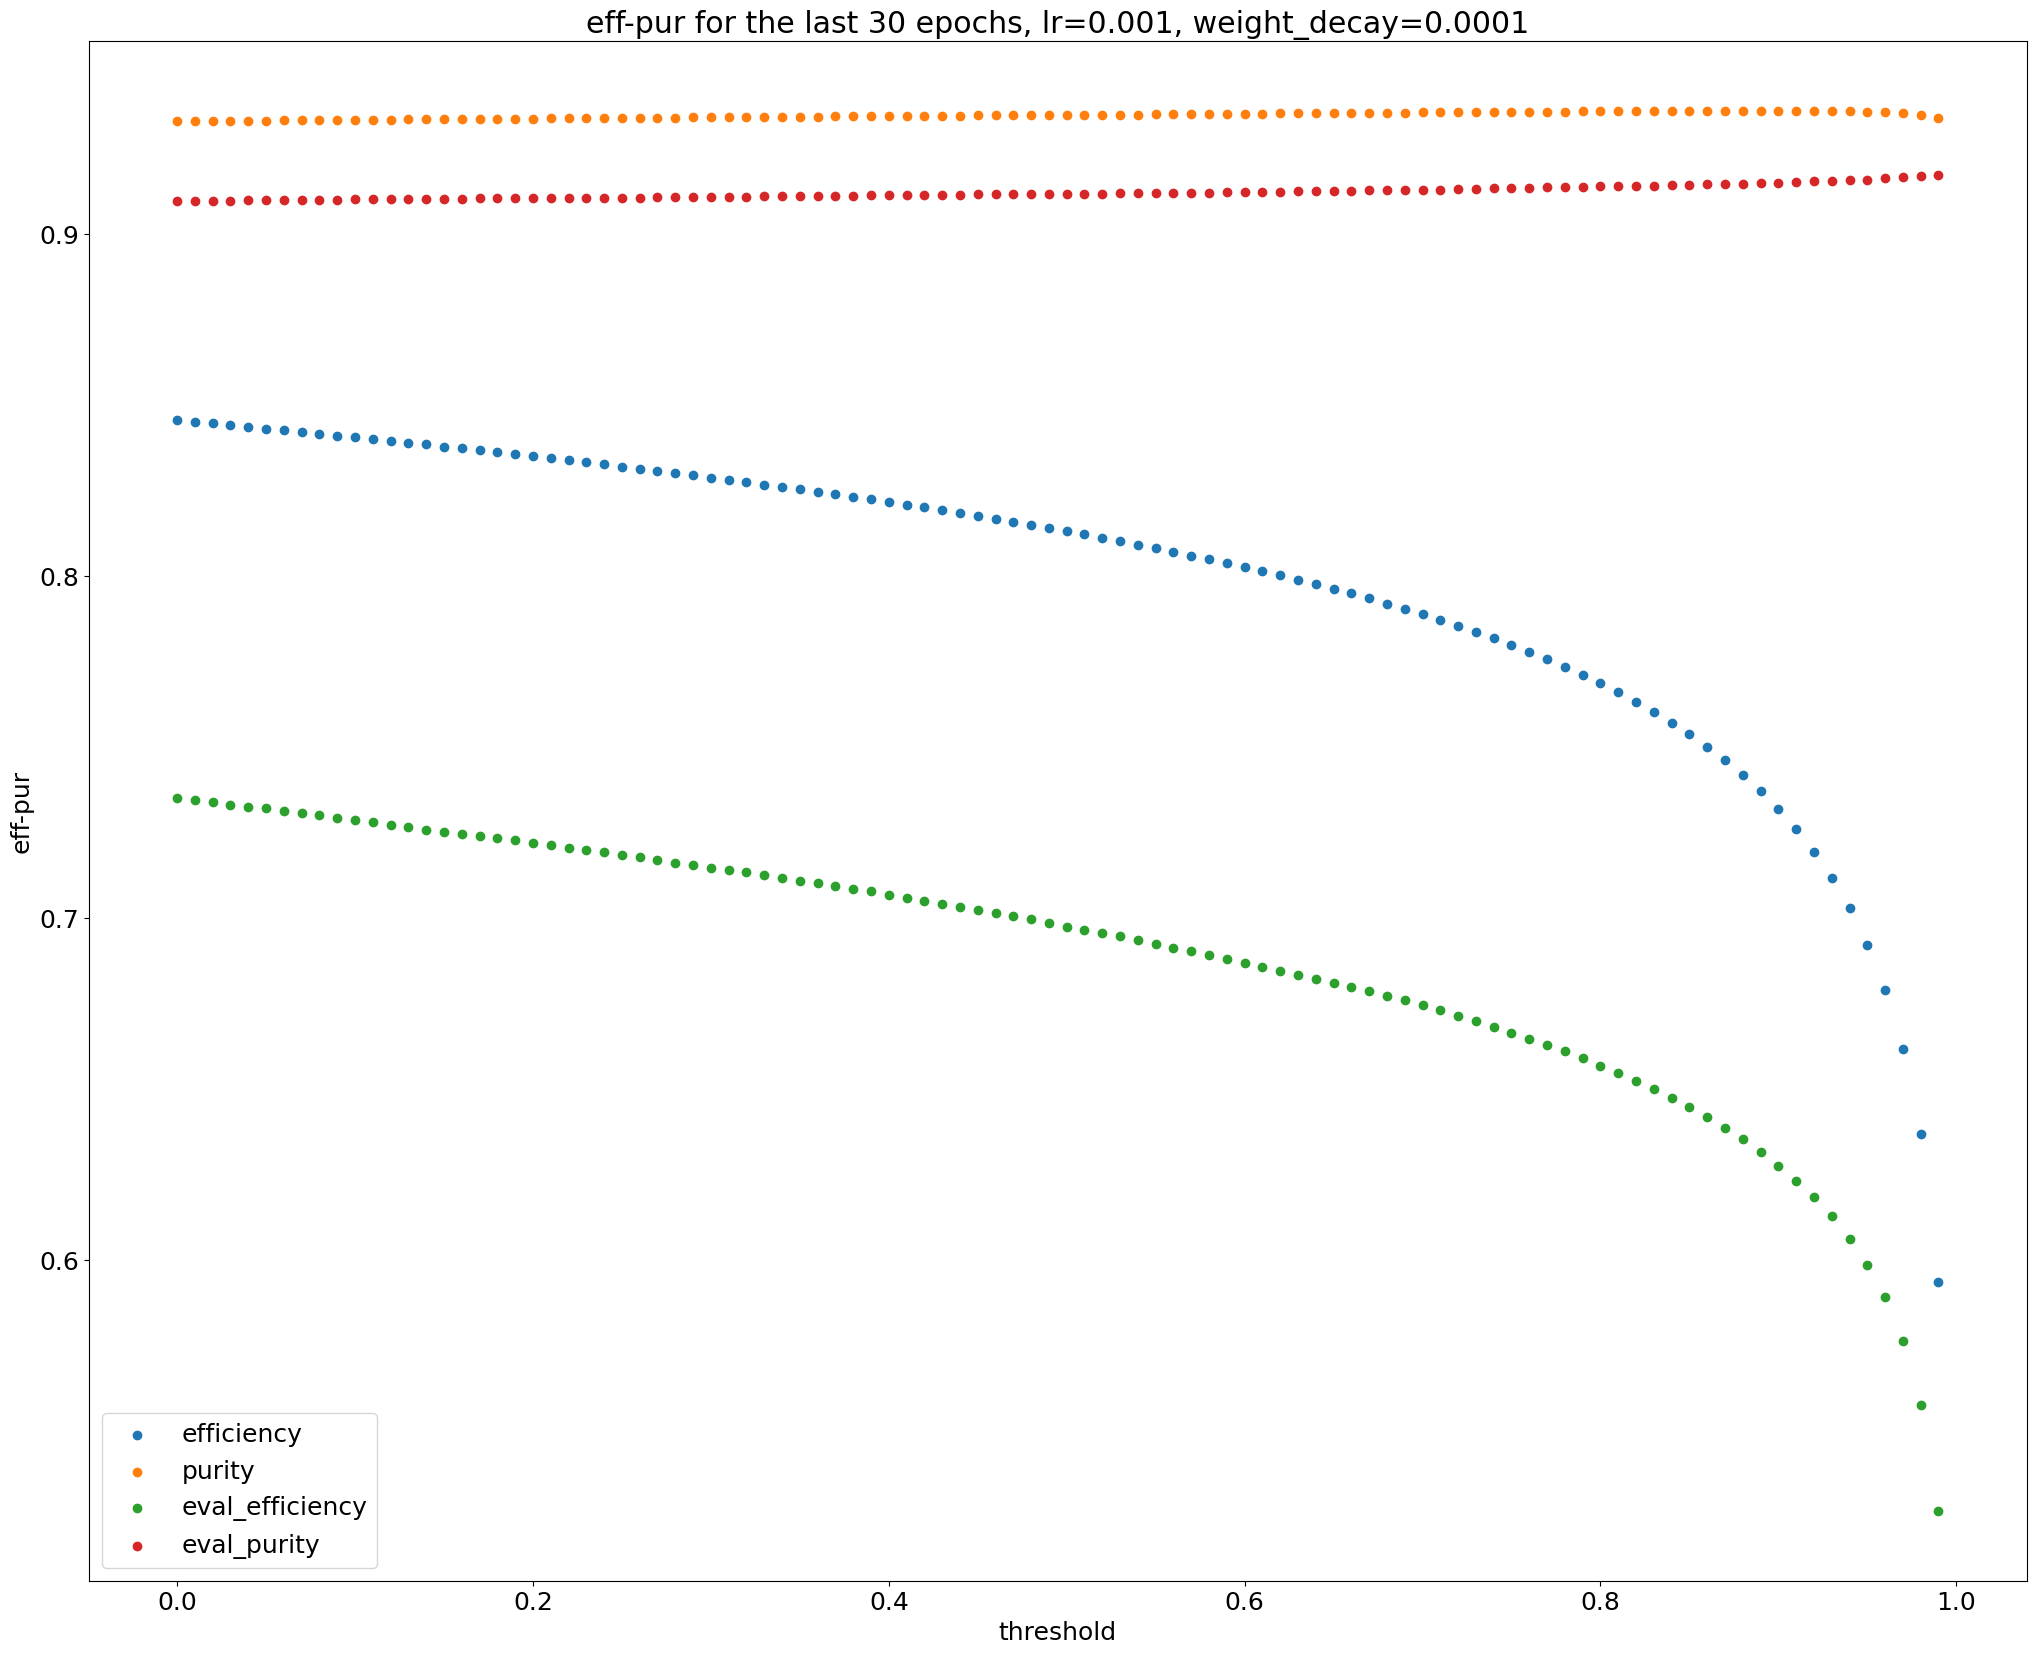 eff-pur for the last 30 epochs, lr=0.001, weight_decay=0.0001
eff-pur
0.9
0.8
0.7
0.6
efficiency
purity
eval_efficiency
eval_purity
0.0 0.2 0.4 0.6 0.8 1.0
threshold